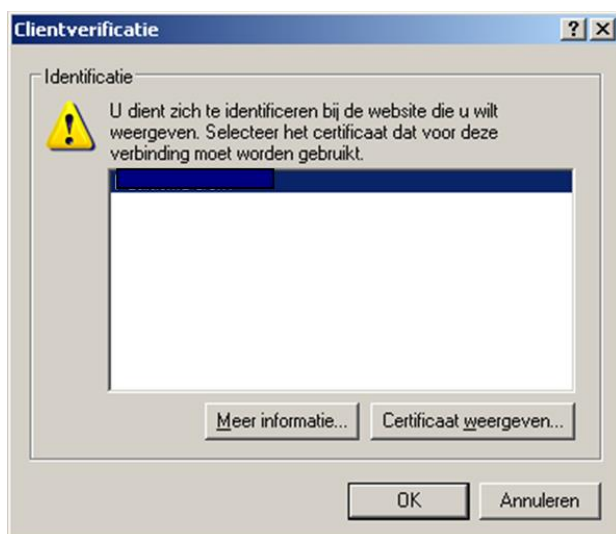 Clientverificatie
Identificatie
U dient zich te identificeren bij de website die u wilt
weergeven. Selecteer het certificaat dat voor deze
verbinding moet worden gebruikt.
Meer informatie...
Certificaat weergeven...
OK
Annuleren